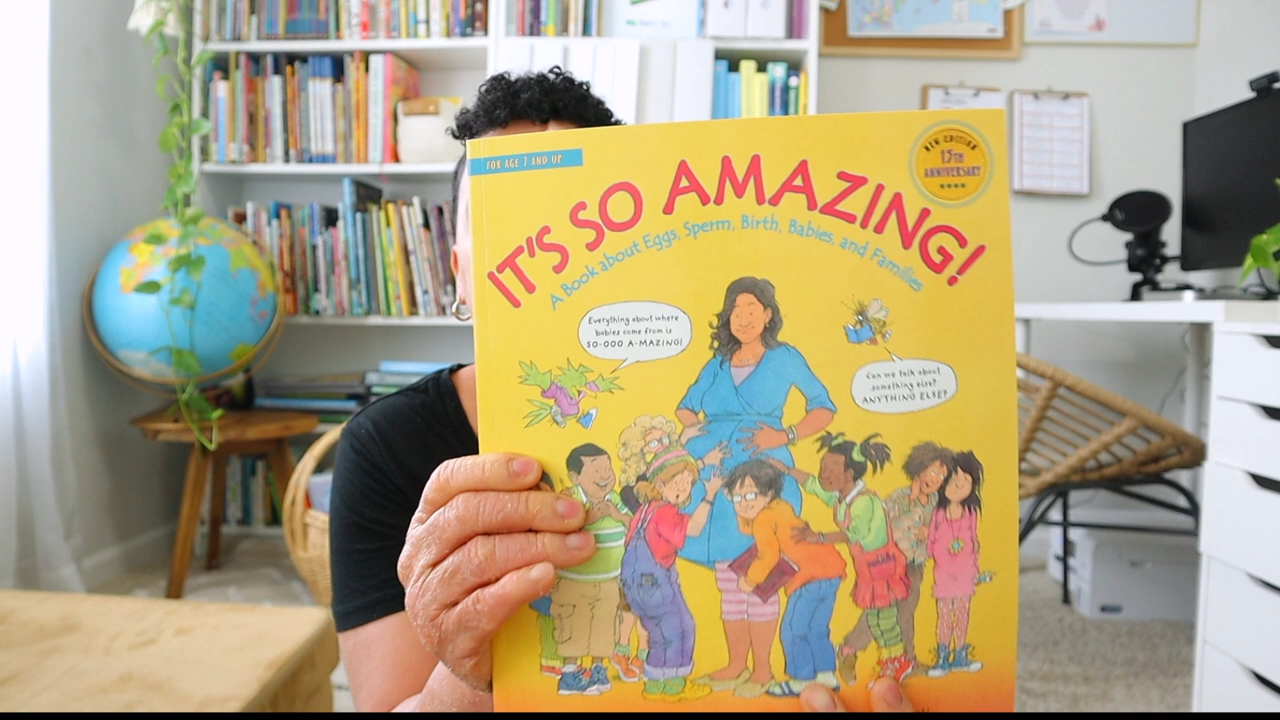 FOR AGE 7 AND UP
NEW EDITION
15TH
ANNIVERSARY
IT'S SO AMAZING!
A Book about Eggs, Sperm, Birth, Babies, and Families
Everything about where
babies come from is
SO-OOO A-MAZING!
Can we talk about
something else?
ANYTHING ELSE?